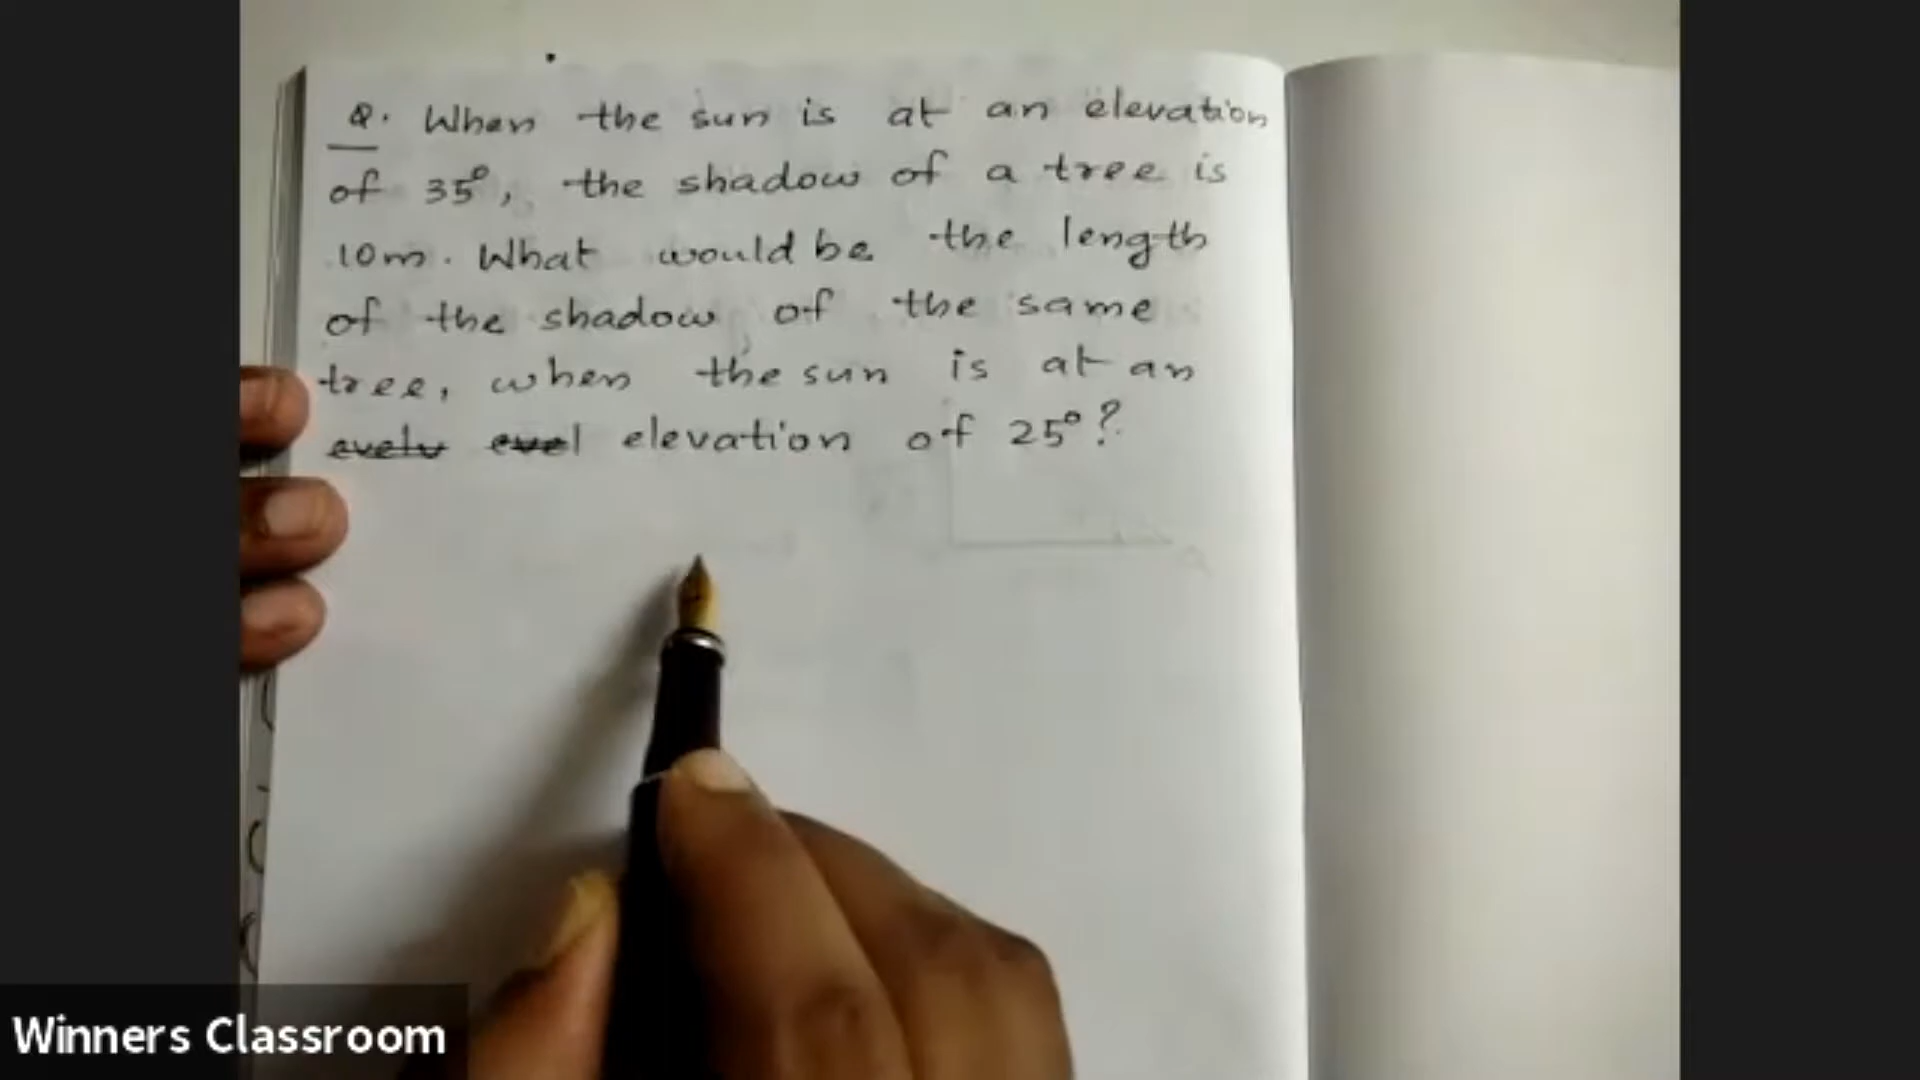 Q. When the sun is at an elevation
of 35°, the shadow of a tree is
10m. What would be the length
of the shadow of the same
tree, when the sun is at an
elevation of 25°?
Winners Classroom